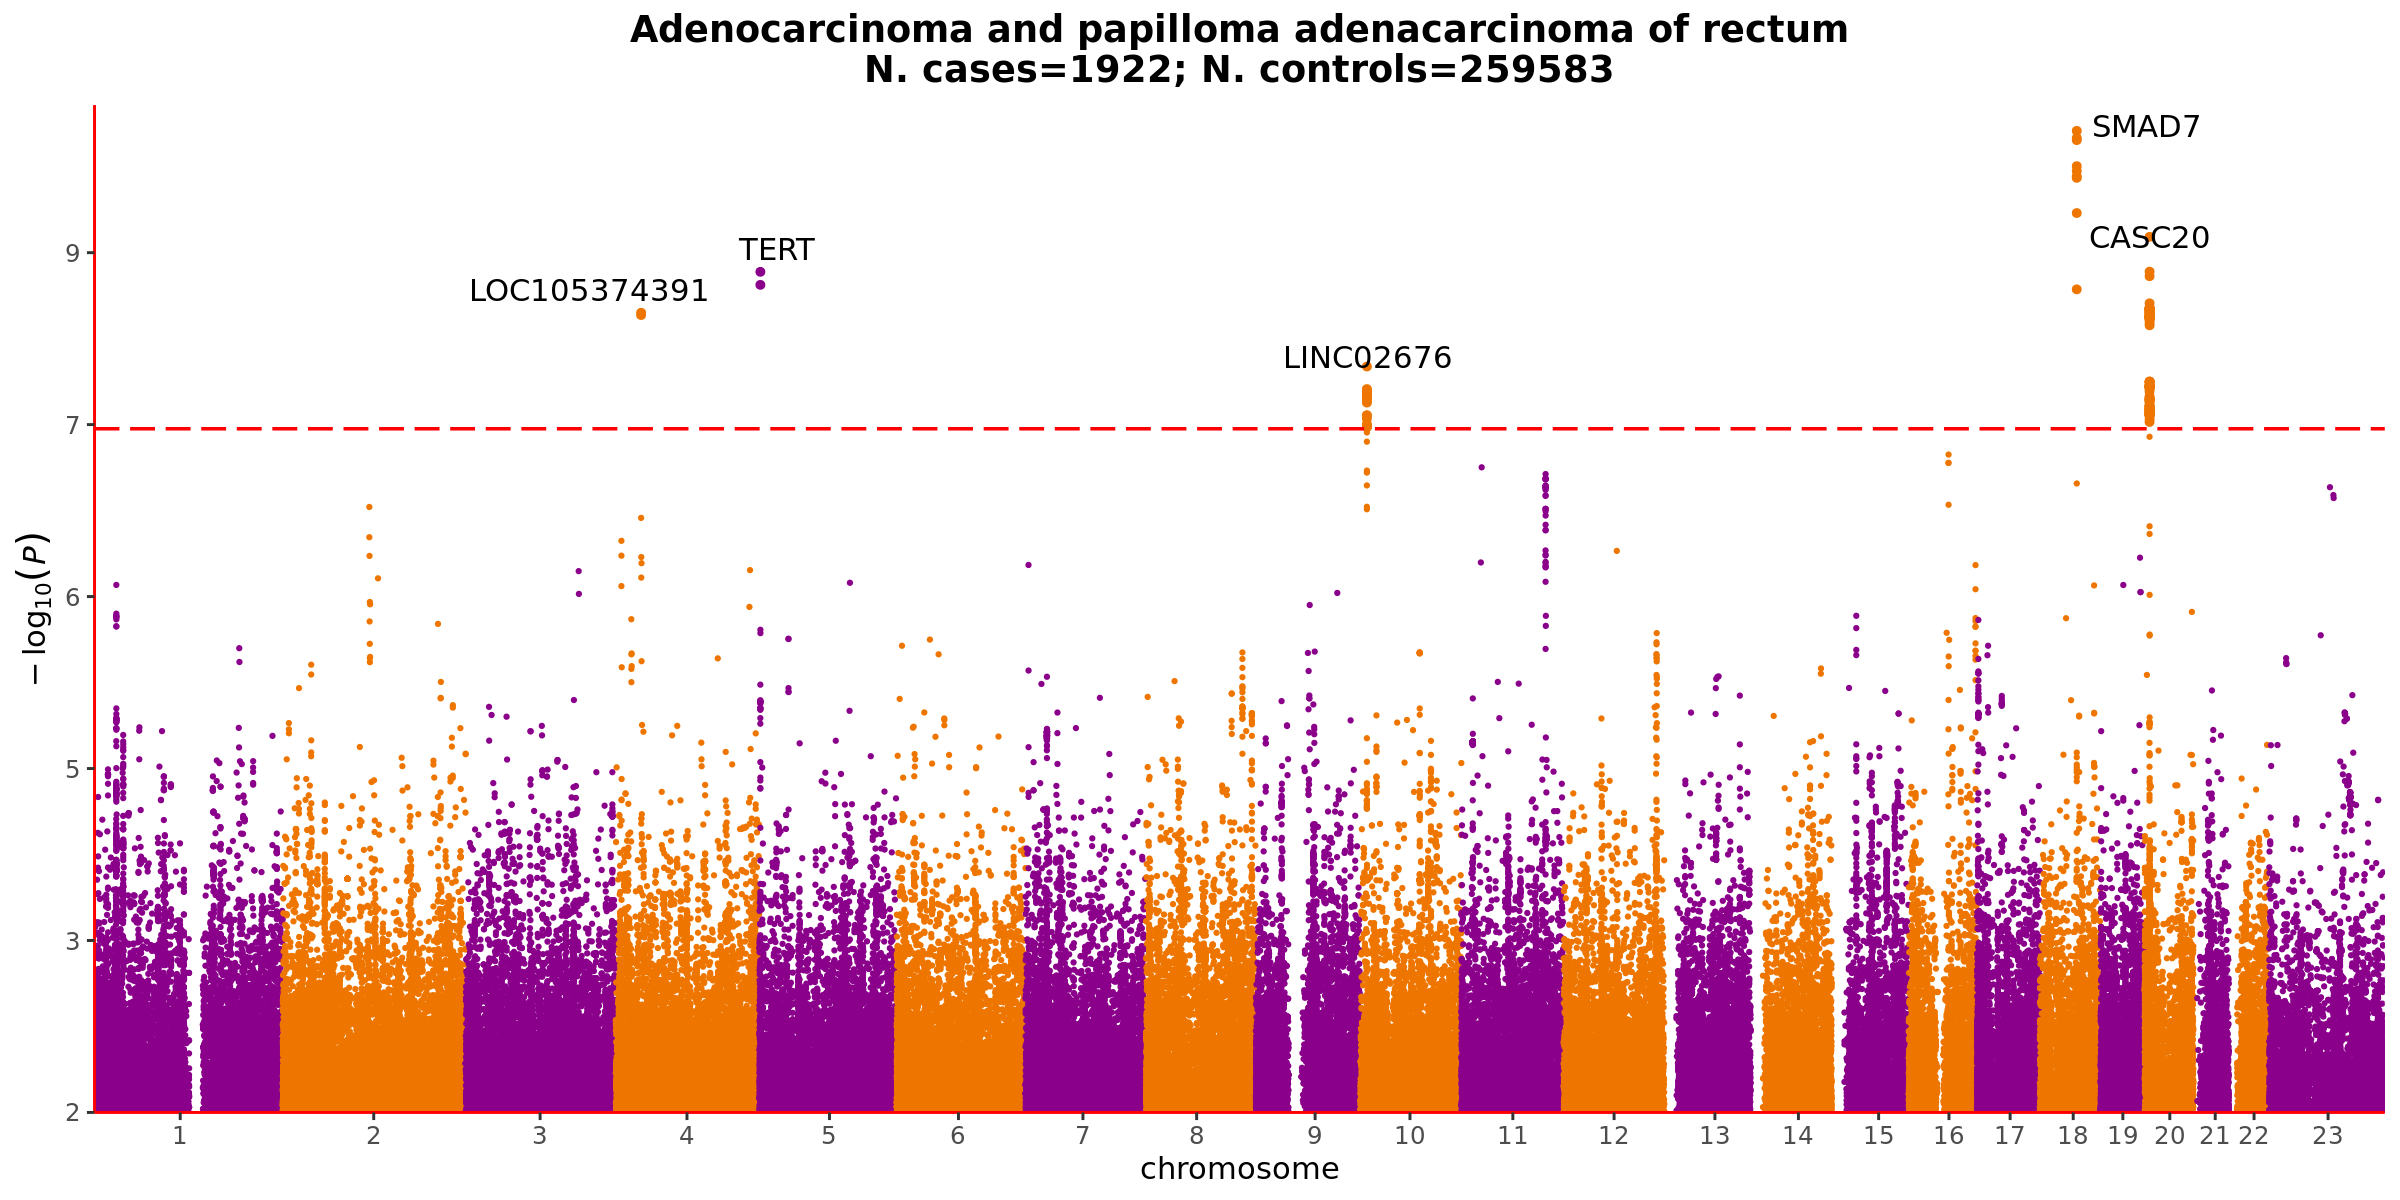 Adenocarcinoma and papilloma adenacarcinoma of rectum
N. cases=1922; N. controls=259583
SMAD7
CASC20
TERT
LOC105374391
LINC02676
9
7
6
5
3
2
−log10(P)
1 2 3 4 5 6 7 8 9 10 11 12 13 14 15 16 17 18 19 20 21 22 23
chromosome